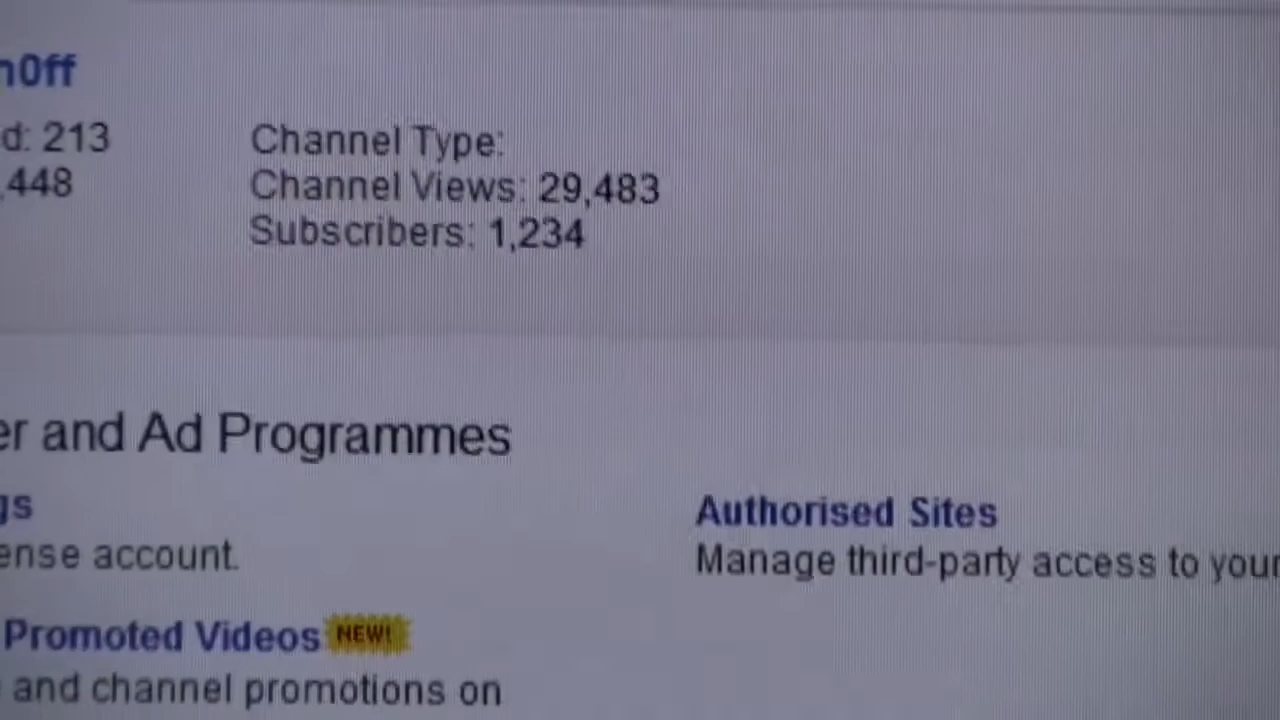 n0ff
d: 213
,448
Channel Type:
Channel Views: 29,483
Subscribers: 1,234
er and Ad Programmes
gs
ense account.
Authorised Sites
Manage third-party access to your
Promoted Videos NEW!
and channel promotions on